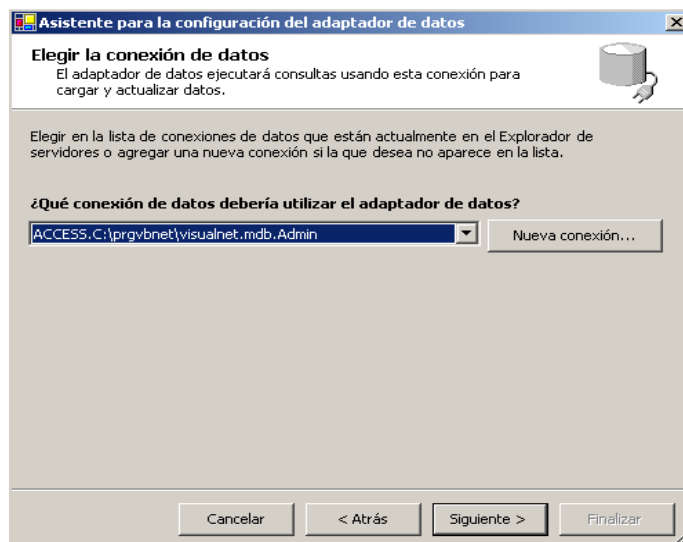 Asistente para la configuración del adaptador de datos
Elegir la conexión de datos
El adaptador de datos ejecutará consultas usando esta conexión para
cargar y actualizar datos.
Elegir en la lista de conexiones de datos que están actualmente en el Explorador de
servidores o agregar una nueva conexión si la que desea no aparece en la lista.
¿Qué conexión de datos debería utilizar el adaptador de datos?
ACCESS.C:\prgvbnet\visualnet.mdb.Admin
Nueva conexión...
Cancelar
< Atrás
Siguiente >
Finalizar